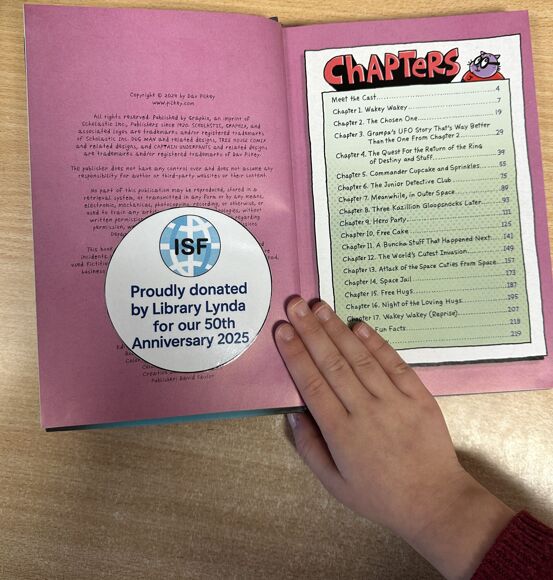 Copyright © 2024 by Dav Pilkey
www.pilkey.com
All rights reserved. Published by Graphix, an imprint of
Scholastic Inc., Publishers since 1920. SCHOLASTIC, GRAPHIX, and
associated logos are trademarks and/or registered trademarks
of Scholastic Inc. DOG MAN and related designs, TREE HOUSE COMIX
and related designs, and CAPTAIN UNDERPANTS and related designs,
are trademarks and/or registered trademarks of Dav Pilkey.
The publisher does not have any control over and does not assume any
responsibility for author or third-party websites or their content.
No part of this publication may be reproduced, stored in a
retrieval system, or transmitted in any form or by any means,
electronic, mechanical, photocopying, recording, or otherwise, or
used to train any
without
written permission
permission,
This book
incidents
used fictiti
business
ISF
Proudly donated
by Library Lynda
for our 50th
Anniversary 2025
Publisher: David Saylor
CHAPTERS
Meet the Cast 4
Chapter 1. Wakey Wakey 7
Chapter 2. The Chosen One 19
Chapter 3. Grampa's UFO Story That's Way Better
Than the One From Chapter 2 29
Chapter 4. The Quest For the Return of the Ring
of Destiny and Stuff 39
Chapter 5. Commander Cupcake and Sprinkles 55
Chapter 6. The Junior Detective Club 75
Chapter 7. Meanwhile, in Outer Space 89
Chapter 8. Three Kazillion Gloopsnocks Later 93
Chapter 9. Hero Party 111
Chapter 10. Free Cake 125
Chapter 11. A Buncha Stuff That Happened Next 141
Chapter 12. The World's Cutest Invasion 149
Chapter 13. Attack of the Space Cuties from Space 157
Chapter 14. Space Jail 173
Chapter 15. Free Hugs 187
Chapter 16. Night of the Loving Hugs 195
Chapter 17. Wakey Wakey (Reprise) 207
Fun Facts 218
219